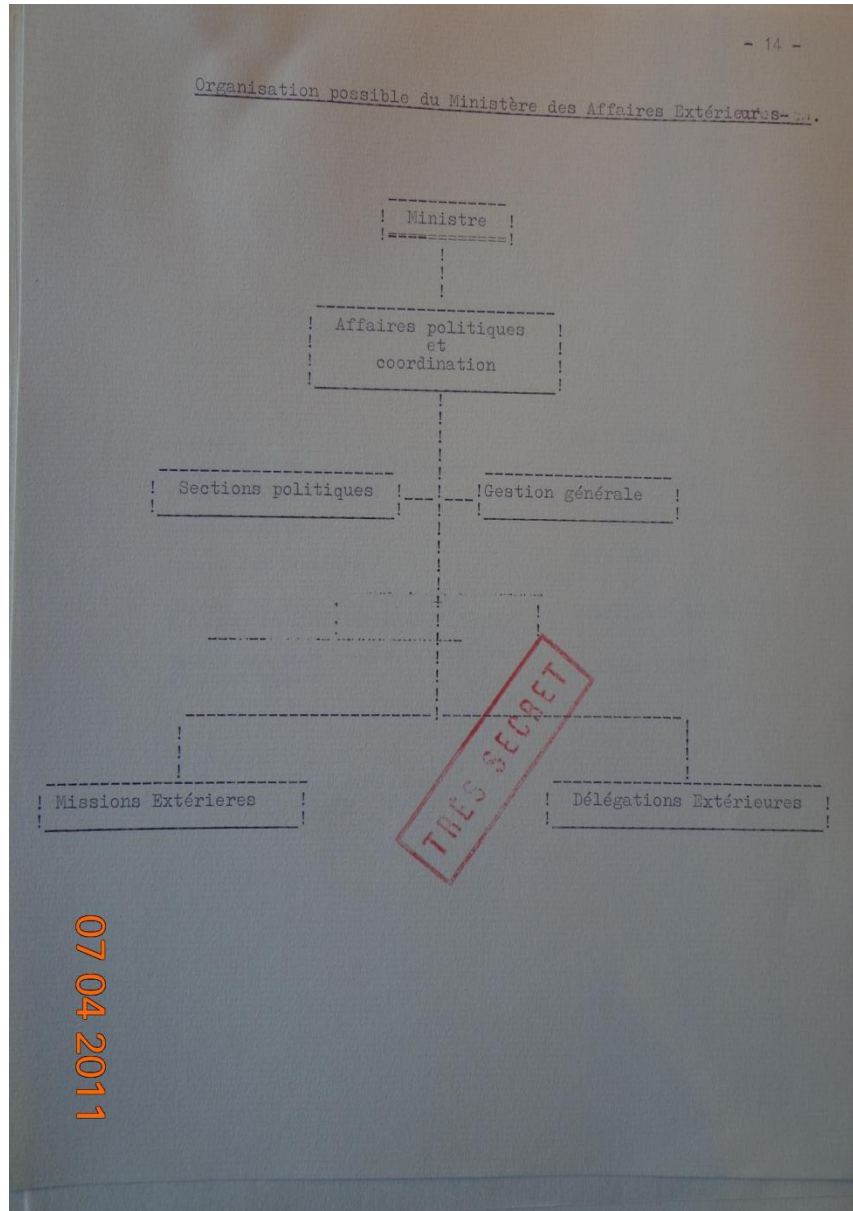 - 14 -
Organisation possible du Ministère des Affaires Extérieures-
Ministre
Affaires politiques
et
coordination
Sections politiques
Gestion générale
TRES SECRET
Missions Extérieres
Délégations Extérieures
07 04 2011